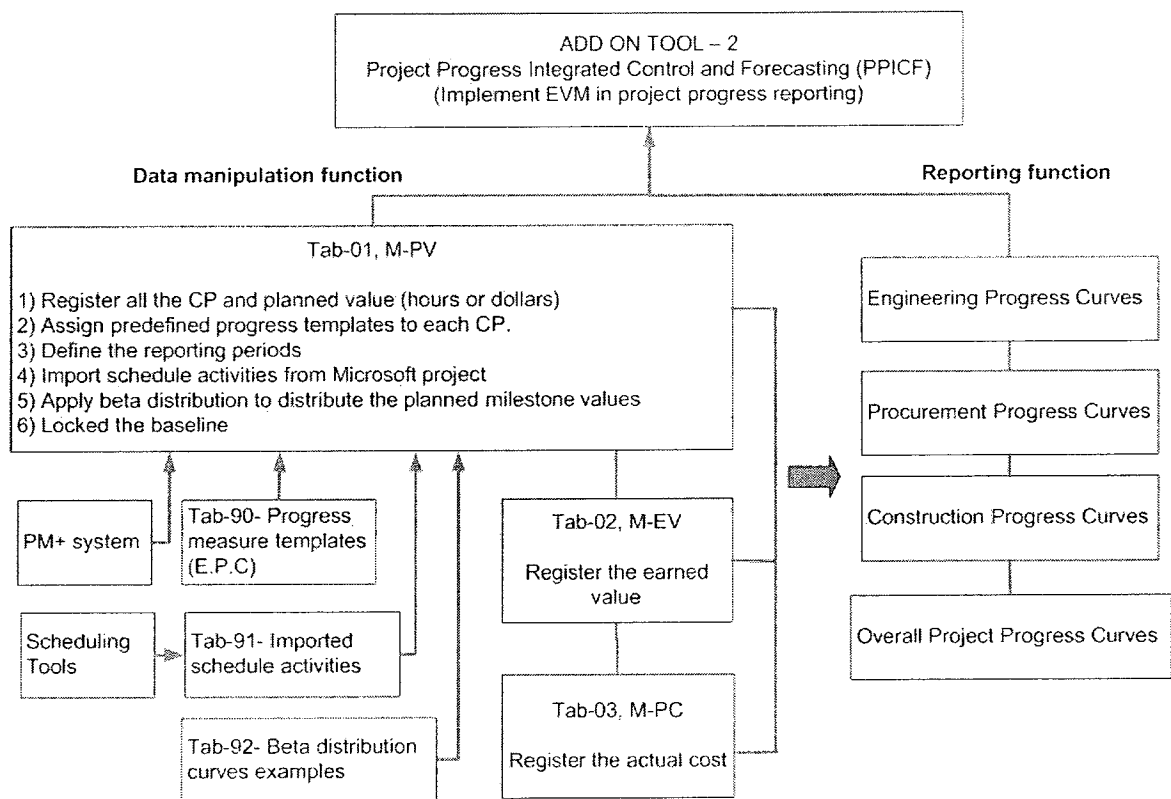 ADD ON TOOL – 2
Project Progress Integrated Control and Forecasting (PPICF)
(Implement EVM in project progress reporting)
Data manipulation function
Reporting function
Tab-01, M-PV
1) Register all the CP and planned value (hours or dollars)
2) Assign predefined progress templates to each CP.
3) Define the reporting periods
4) Import schedule activities from Microsoft project
5) Apply beta distribution to distribute the planned milestone values
6) Locked the baseline
Engineering Progress Curves
Procurement Progress Curves
Construction Progress Curves
Overall Project Progress Curves
PM+ system
Tab-90- Progress
measure templates
(E.P.C)
Tab-02, M-EV
Register the earned
value
Scheduling
Tools
Tab-91- Imported
schedule activities
Tab-03, M-PC
Register the actual cost
Tab-92- Beta distribution
curves examples